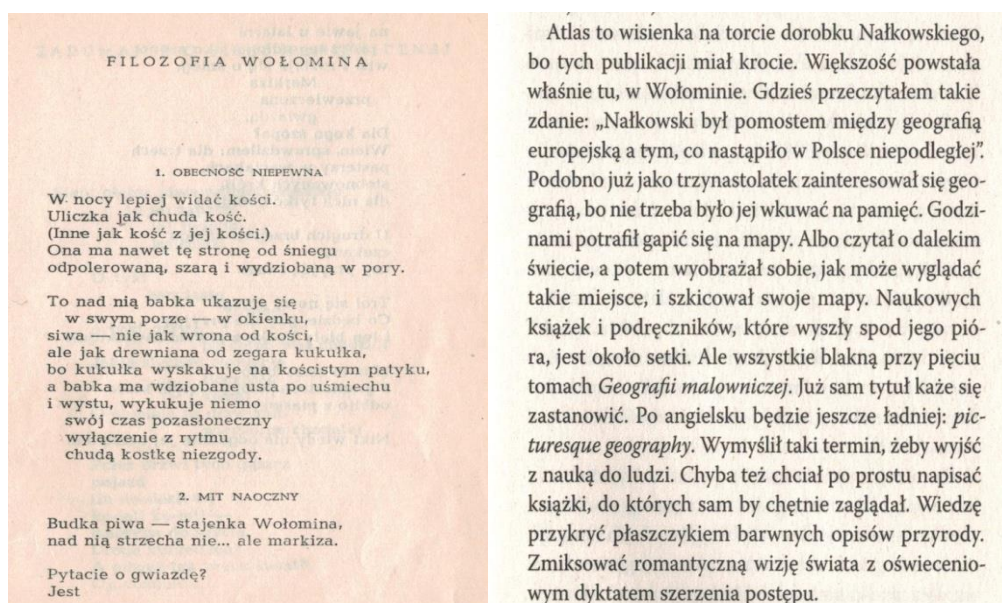 FILOZOFIA WOŁOMINA
1. OBECNOŚĆ NIEPEWNA
W nocy lepiej widać kości.
Uliczka jak chuda kość.
(Inne jak kość z jej kości.)
Ona ma nawet tę stronę od śniegu
odpolerowaną, szarą i wydziobaną w pory.
To nad nią babka ukazuje się
w swym porze — w okienku,
siwa — nie jak wrona od kości,
ale jak drewniana od zegara kukułka,
bo kukułka wyskakuje na kościstym patyku,
a babka ma wdziobane usta po uśmiechu
i wystu, wykukuje niemo
swój czas pozasłoneczny
wyłączenie z rytmu
chudą kostkę niezgody.
2. MIT NAOCZNY
Budka piwa — stajenka Wołomina,
nad nią strzecha nie... ale markiza.
Pytacie o gwiazdę?
Jest
Atlas to wisienka na torcie dorobku Nałkowskiego,
bo tych publikacji miał krocie. Większość powstała
właśnie tu, w Wołominie. Gdzieś przeczytałem takie
zdanie: „Nałkowski był pomostem między geografią
europejską a tym, co nastąpiło w Polsce niepodległej”.
Podobno już jako trzynastolatek zainteresował się geo-
grafią, bo nie trzeba było jej wkuwać na pamięć. Godzi-
nami potrafił gapić się na mapy. Albo czytał o dalekim
świecie, a potem wyobrażał sobie, jak może wyglądać
takie miejsce, i szkicował swoje mapy. Naukowych
książek i podręczników, które wyszły spod jego pió-
ra, jest około setki. Ale wszystkie blakną przy pięciu
tomach Geografii malowniczej. Już sam tytuł każe się
zastanowić. Po angielsku będzie jeszcze ładniej: pic-
turesque geography. Wymyślił taki termin, żeby wyjść
z nauką do ludzi. Chyba też chciał po prostu napisać
książki, do których sam by chętnie zaglądał. Wiedzę
przykryć płaszczykiem barwnych opisów przyrody.
Zmiksować romantyczną wizję świata z oświecenio-
wym dyktatem szerzenia postępu.